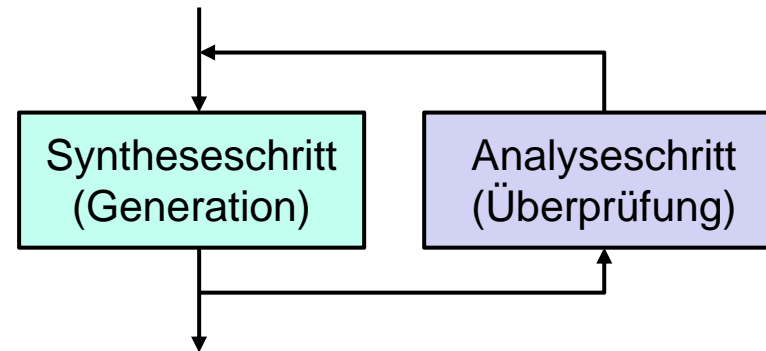 Syntheseschritt
(Generation)
Analyseschritt
(Überprüfung)